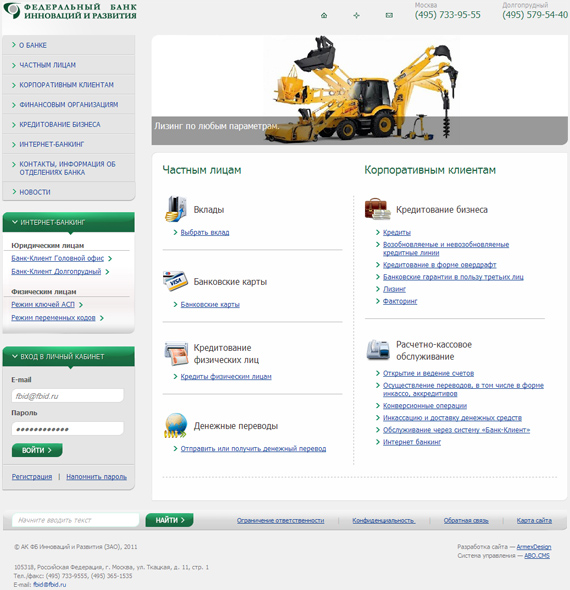 ФЕДЕРАЛЬНЫЙ БАНК
ИННОВАЦИЙ И РАЗВИТИЯ
Москва
(495) 733-95-55
Долгопрудный
(495) 579-54-40
О БАНКЕ
ЧАСТНЫМ ЛИЦАМ
КОРПОРАТИВНЫМ КЛИЕНТАМ
ФИНАНСОВЫМ ОРГАНИЗАЦИЯМ
КРЕДИТОВАНИЕ БИЗНЕСА
ИНТЕРНЕТ-БАНКИНГ
КОНТАКТЫ, ИНФОРМАЦИЯ ОБ
ОТДЕЛЕНИЯХ БАНКА
НОВОСТИ
ИНТЕРНЕТ-БАНКИНГ
Юридическим лицам
Банк-Клиент Головной офис
Банк-Клиент Долгопрудный
Физическим лицам
Режим ключей АСП
Режим переменных кодов
ВХОД В ЛИЧНЫЙ КАБИНЕТ
E-mail
fbid@fbid.ru
Пароль
••••••••••••
ВОЙТИ
Регистрация | Напомнить пароль
Лизинг по любым параметрам.
Частным лицам
Вклады
Выбрать вклад
Банковские карты
VISA
Банковские карты
Кредитование
физических лиц
Кредиты физическим лицам
Денежные переводы
Отправить или получить денежный перевод
Корпоративным клиентам
Кредитование бизнеса
Кредиты
Возобновляемые и невозобновляемые
кредитные линии
Кредитование в форме овердрафт
Банковские гарантии в пользу третьих лиц
Лизинг
Факторинг
Расчетно-кассовое
обслуживание
Открытие и ведение счетов
Осуществление переводов, в том числе в форме
инкассо, аккредитивов
Конверсионные операции
Инкассацию и доставку денежных средств
Обслуживание через систему «Банк-Клиент»
Интернет банкинг
Начните вводить текст
НАЙТИ
Ограничение ответственности | Конфиденциальность | Обратная связь | Карта сайта
© АК ФБ Инноваций и Развития (ЗАО), 2011
Разработка сайта — ArmexDesign
Система управления — ABO.CMS
105318, Российская Федерация, г. Москва, ул. Ткацкая, д. 11, стр. 1
Тел./факс: (495) 733-9555, (495) 365-1535
E-mail: fbid@fbid.ru